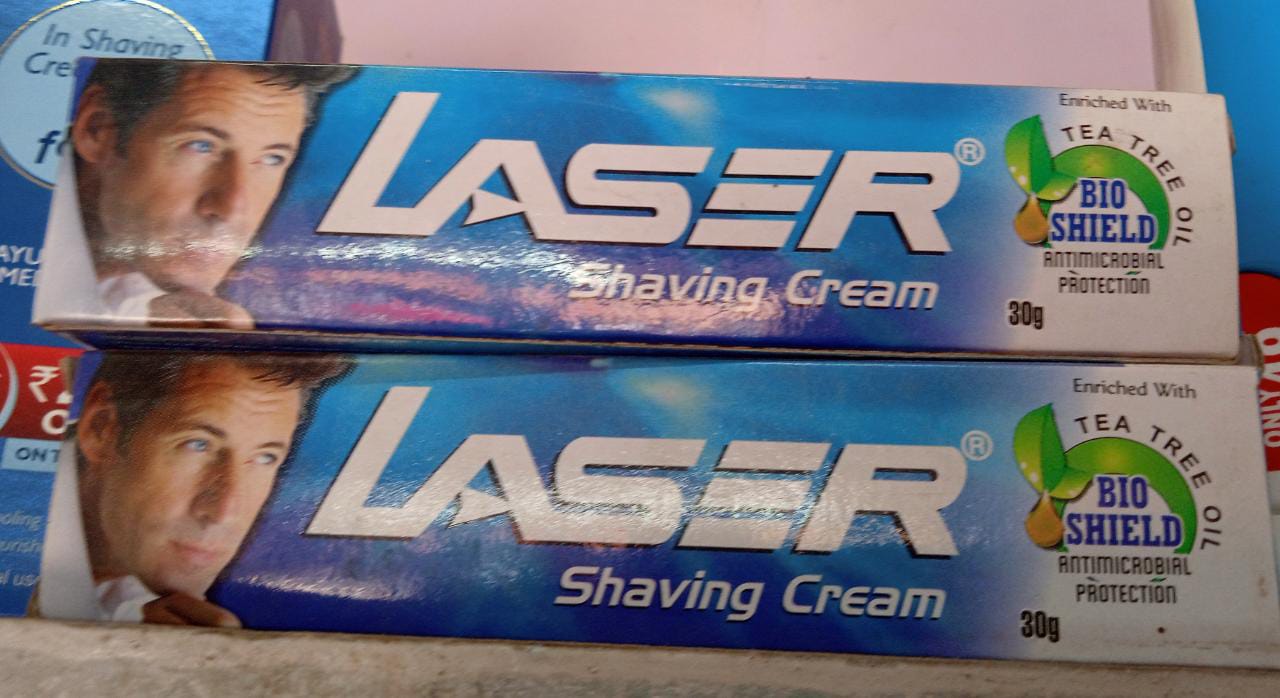 In Shaving
LASER®
Shaving Cream
Enriched With
TEA TREE OIL
BIO
SHIELD
ANTIMICROBIAL
PROTECTION
30g
LASER®
Shaving Cream
Enriched With
TEA TREE OIL
BIO
SHIELD
ANTIMICROBIAL
PROTECTION
30g